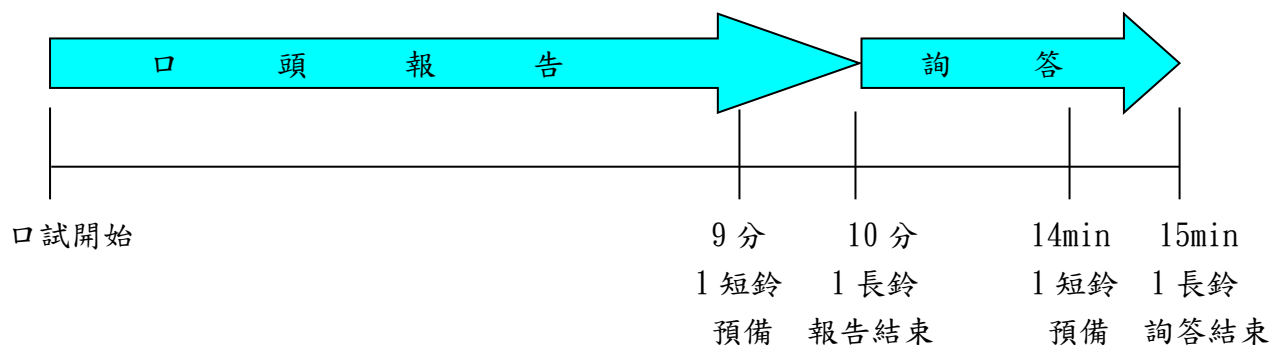 口頭報告 詢答
口試開始 9分 10分 14min 15min
1短鈴 1長鈴 1短鈴 1長鈴
預備 報告結束 預備 詢答結束